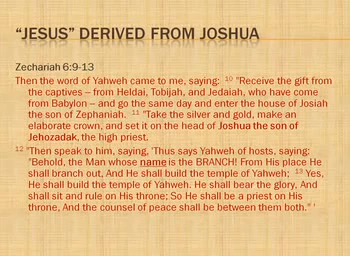 “JESUS” DERIVED FROM JOSHUA
Zechariah 6:9-13
Then the word of Yahweh came to me, saying: 10 "Receive the gift from
the captives – from Heldai, Tobijah, and Jedaiah, who have come
from Babylon – and go the same day and enter the house of Josiah
the son of Zephaniah. 11 "Take the silver and gold, make an
elaborate crown, and set it on the head of Joshua the son of
Jehozadak, the high priest.
12 "Then speak to him, saying, 'Thus says Yahweh of hosts, saying:
"Behold, the Man whose name is the BRANCH! From His place He
shall branch out, And He shall build the temple of Yahweh; 13 Yes,
He shall build the temple of Yahweh. He shall bear the glory, And
shall sit and rule on His throne; So He shall be a priest on His
throne, And the counsel of peace shall be between them both." '